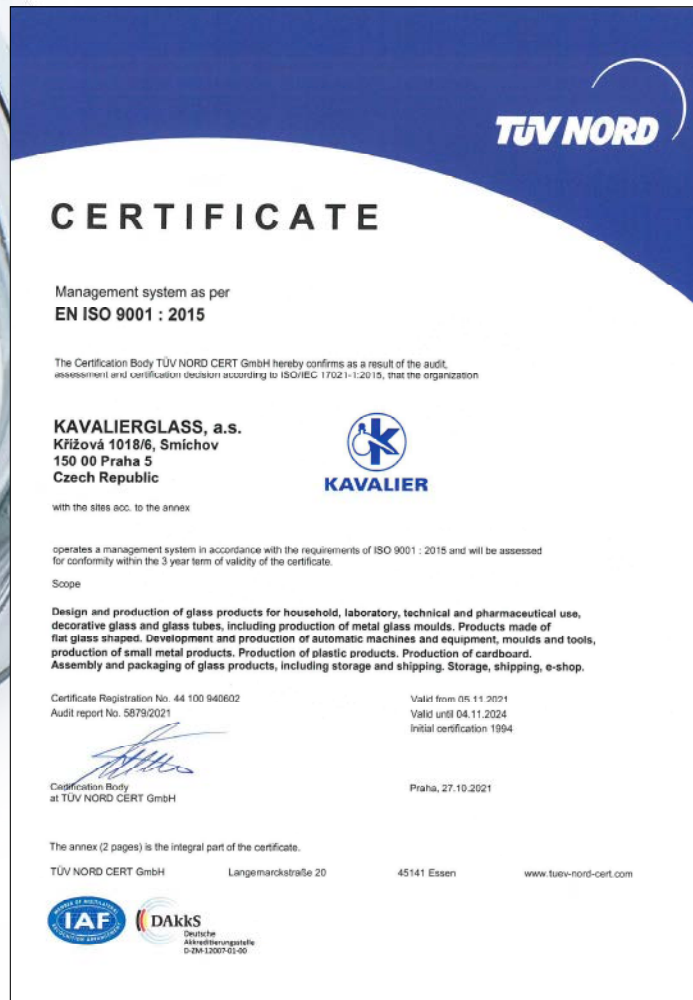 TÜV NORD
CERTIFICATE
Management system as per
EN ISO 9001 : 2015
The Certification Body TÜV NORD CERT GmbH hereby confirms as a result of the audit,
assessment and certification decision according to ISO/IEC 17021-1:2015, that the organization
KAVALIERGLASS, a.s.
Křížová 1018/6, Smíchov
150 00 Praha 5
Czech Republic
KAVALIER
with the sites acc. to the annex
operates a management system in accordance with the requirements of ISO 9001 : 2015 and will be assessed
for conformity within the 3 year term of validity of the certificate.
Scope
Design and production of glass products for household, laboratory, technical and pharmaceutical use,
decorative glass and glass tubes, including production of metal glass moulds. Products made of
flat glass shaped. Development and production of automatic machines and equipment, moulds and tools,
production of small metal products. Production of plastic products. Production of cardboard.
Assembly and packaging of glass products, including storage and shipping. Storage, shipping, e-shop.
Certificate Registration No. 44 100 940602
Audit report No. 5879/2021
Valid from 05.11.2021
Valid until 04.11.2024
Initial certification 1994
Certification Body
at TÜV NORD CERT GmbH
Praha, 27.10.2021
The annex (2 pages) is the integral part of the certificate.
TÜV NORD CERT GmbH Langemarckstraße 20 45141 Essen www.tuev-nord-cert.com
MEMBER OF MULTILATERAL
IAF
RECOGNITION ARRANGEMENT
DAkkS
Deutsche
Akkreditierungsstelle
D-ZM-12007-01-00